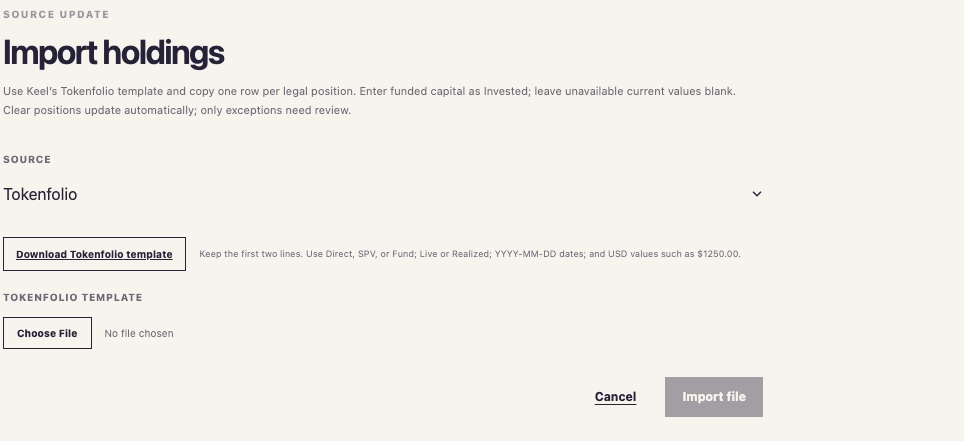 SOURCE UPDATE
Import holdings
Use Keel's Tokenfolio template and copy one row per legal position. Enter funded capital as Invested; leave unavailable current values blank.
Clear positions update automatically; only exceptions need review.
SOURCE
Tokenfolio
Download Tokenfolio template
Keep the first two lines. Use Direct, SPV, or Fund; Live or Realized; YYYY-MM-DD dates; and USD values such as $1250.00.
TOKENFOLIO TEMPLATE
Choose File
No file chosen
Cancel
Import file